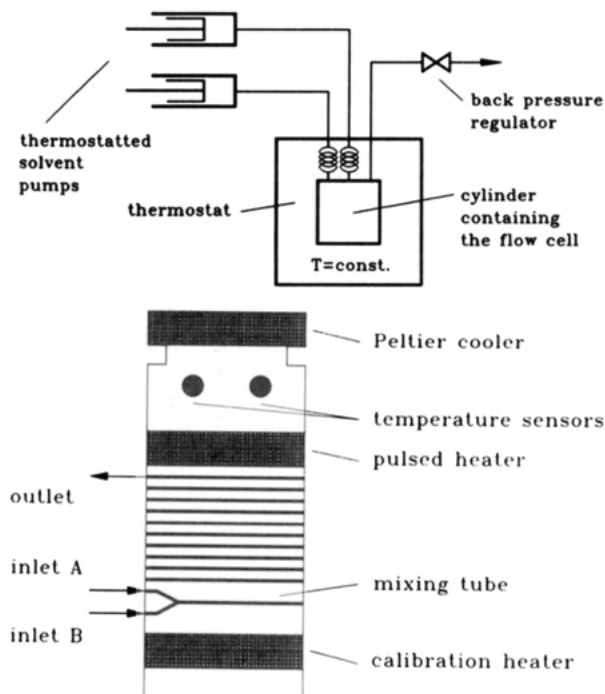 thermostatted
solvent
pumps
back pressure
regulator
thermostat
cylinder
containing
the flow cell
T=const.
Peltier cooler
temperature sensors
pulsed heater
outlet
inlet A
mixing tube
inlet B
calibration heater